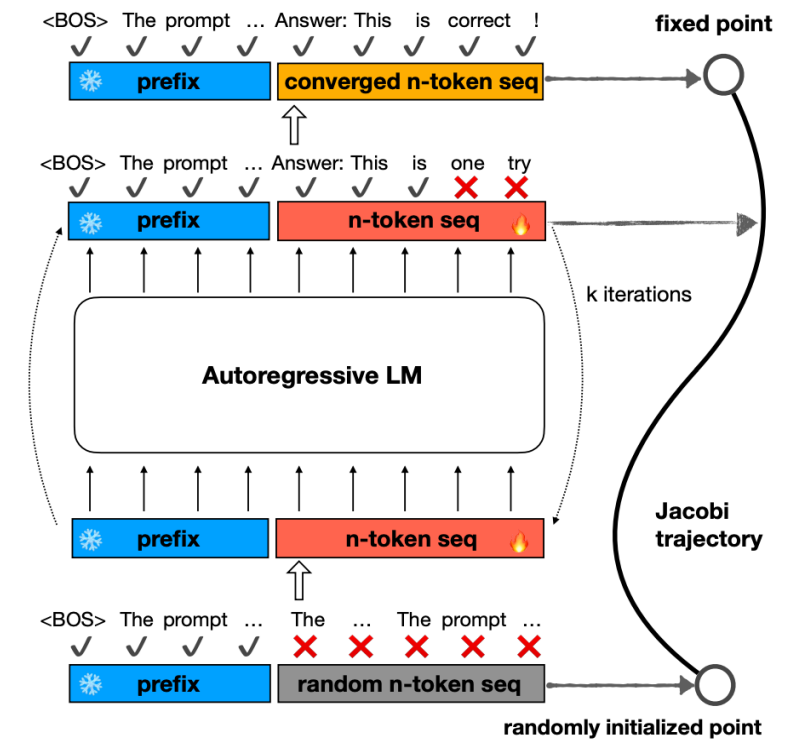 <BOS> The prompt ... Answer: This is correct !
fixed point
prefix
converged n-token seq
<BOS> The prompt ... Answer: This is one try
prefix
n-token seq
k iterations
Autoregressive LM
Jacobi
trajectory
prefix
n-token seq
<BOS> The prompt ... The ... The prompt ...
prefix
random n-token seq
randomly initialized point